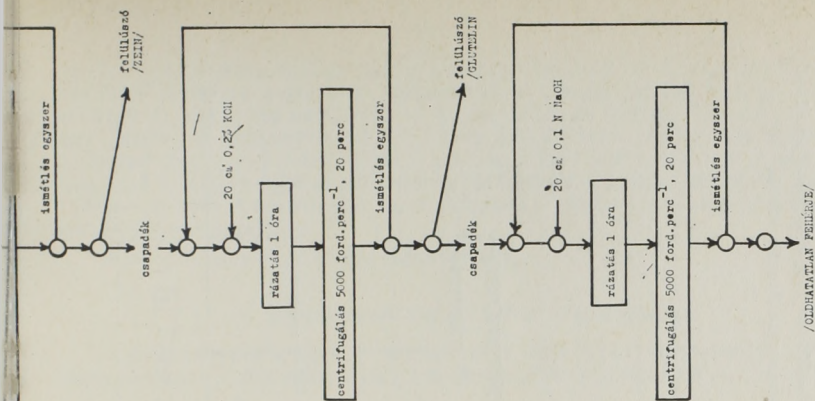 ismétlés egyszer
felülúszó
/ZEIN/
csapadék
20 cm³ 0,2% KOH
rázatás 1 óra
centrifugálás 5000 ford.perc⁻¹, 20 perc
ismétlés egyszer
felülúszó
/GLUTELIN
csapadék
20 cm³ 0,1 N NaOH
rázatás 1 óra
centrifugálás 5000 ford.perc⁻¹, 20 perc
ismétlés egyszer
/OLDHATATLAN FEHÉRJE/